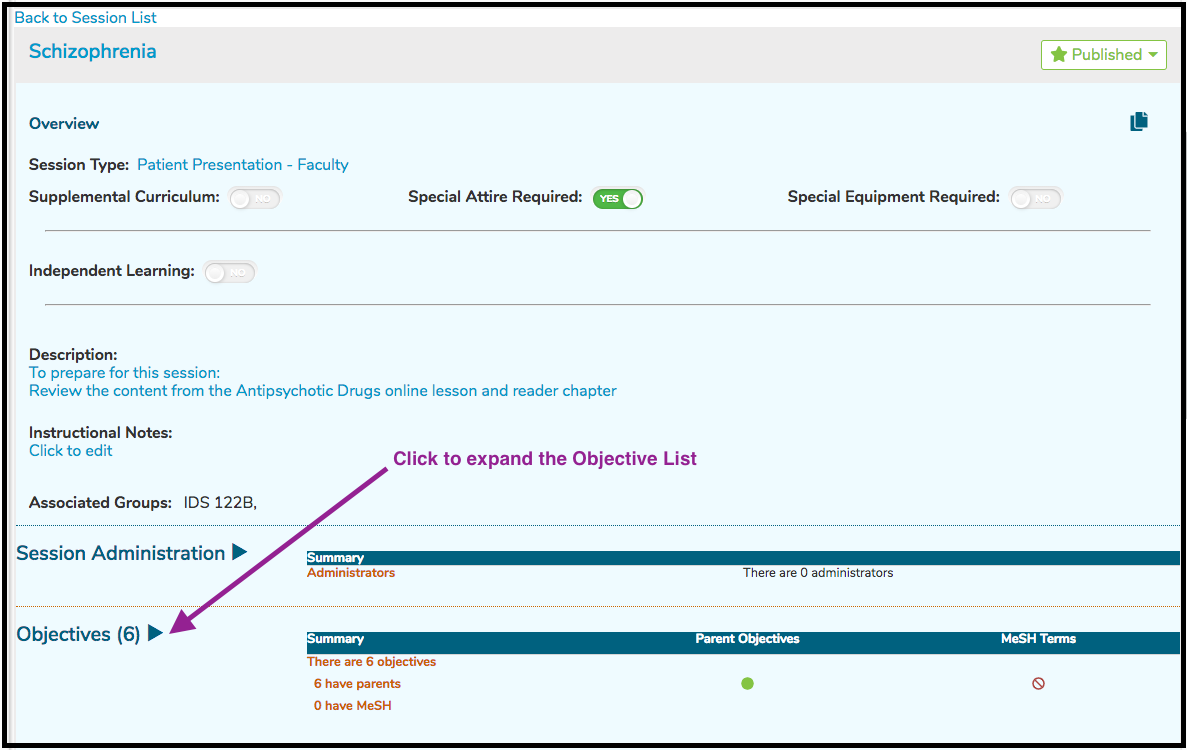 Back to Session List
Schizophrenia
Published
Overview
Session Type: Patient Presentation - Faculty
Supplemental Curriculum: NO Special Attire Required: YES Special Equipment Required: NO
Independent Learning: NO
Description:
To prepare for this session:
Review the content from the Antipsychotic Drugs online lesson and reader chapter
Instructional Notes:
Click to edit
Click to expand the Objective List
Associated Groups: IDS 122B,
Session Administration
Summary
Administrators There are 0 administrators
Objectives (6)
Summary Parent Objectives MeSH Terms
There are 6 objectives
6 have parents
0 have MeSH